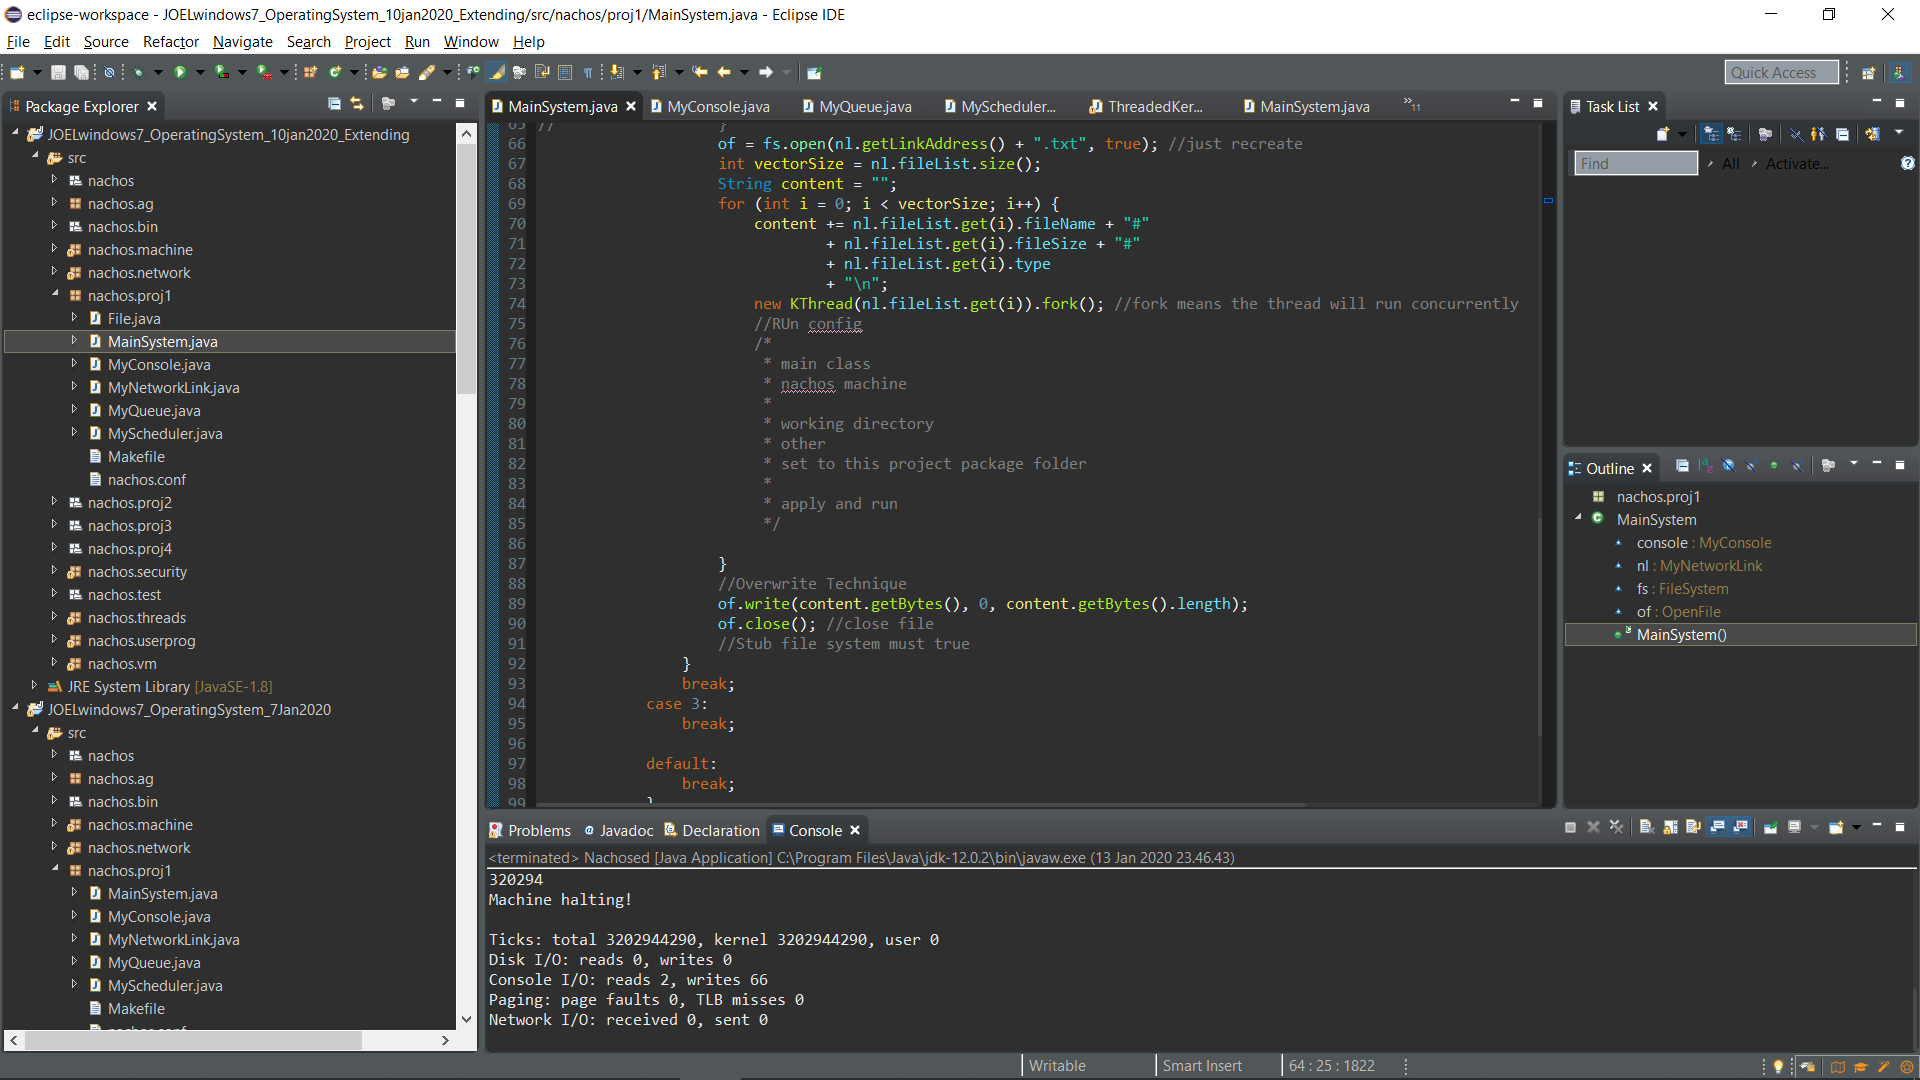 eclipse-workspace - JOELwindows7_OperatingSystem_10jan2020_Extending/src/nachos/proj1/MainSystem.java - Eclipse IDE
File Edit Source Refactor Navigate Search Project Run Window Help
Quick Access
Package Explorer
JOELwindows7_OperatingSystem_10jan2020_Extending
src
nachos
nachos.ag
nachos.bin
nachos.machine
nachos.network
nachos.proj1
File.java
MainSystem.java
MyConsole.java
MyNetworkLink.java
MyQueue.java
MyScheduler.java
Makefile
nachos.conf
nachos.proj2
nachos.proj3
nachos.proj4
nachos.security
nachos.test
nachos.threads
nachos.userprog
nachos.vm
JRE System Library [JavaSE-1.8]
JOELwindows7_OperatingSystem_7Jan2020
src
nachos
nachos.ag
nachos.bin
nachos.machine
nachos.network
nachos.proj1
MainSystem.java
MyConsole.java
MyNetworkLink.java
MyQueue.java
MyScheduler.java
Makefile
nachos.conf
MainSystem.java MyConsole.java MyQueue.java MyScheduler... ThreadedKer... MainSystem.java »11
65 // }
66 of = fs.open(nl.getLinkAddress() + ".txt", true); //just recreate
67 int vectorSize = nl.fileList.size();
68 String content = "";
69 for (int i = 0; i < vectorSize; i++) {
70 content += nl.fileList.get(i).fileName + "#"
71 + nl.fileList.get(i).fileSize + "#"
72 + nl.fileList.get(i).type
73 + "\n";
74 new KThread(nl.fileList.get(i)).fork(); //fork means the thread will run concurrently
75 //RUn config
76 /*
77 * main class
78 * nachos machine
79 *
80 * working directory
81 * other
82 * set to this project package folder
83 *
84 * apply and run
85 */
86
87 }
88 //Overwrite Technique
89 of.write(content.getBytes(), 0, content.getBytes().length);
90 of.close(); //close file
91 //Stub file system must true
92 }
93 break;
94 case 3:
95 break;
96
97 default:
98 break;
99 }
Task List
Find All Activate...
Outline
nachos.proj1
MainSystem
console : MyConsole
nl : MyNetworkLink
fs : FileSystem
of : OpenFile
MainSystem()
Problems Javadoc Declaration Console
<terminated> Nachosed [Java Application] C:\Program Files\Java\jdk-12.0.2\bin\javaw.exe (13 Jan 2020 23.46.43)
320294
Machine halting!
Ticks: total 3202944290, kernel 3202944290, user 0
Disk I/O: reads 0, writes 0
Console I/O: reads 2, writes 66
Paging: page faults 0, TLB misses 0
Network I/O: received 0, sent 0
Writable Smart Insert 64 : 25 : 1822